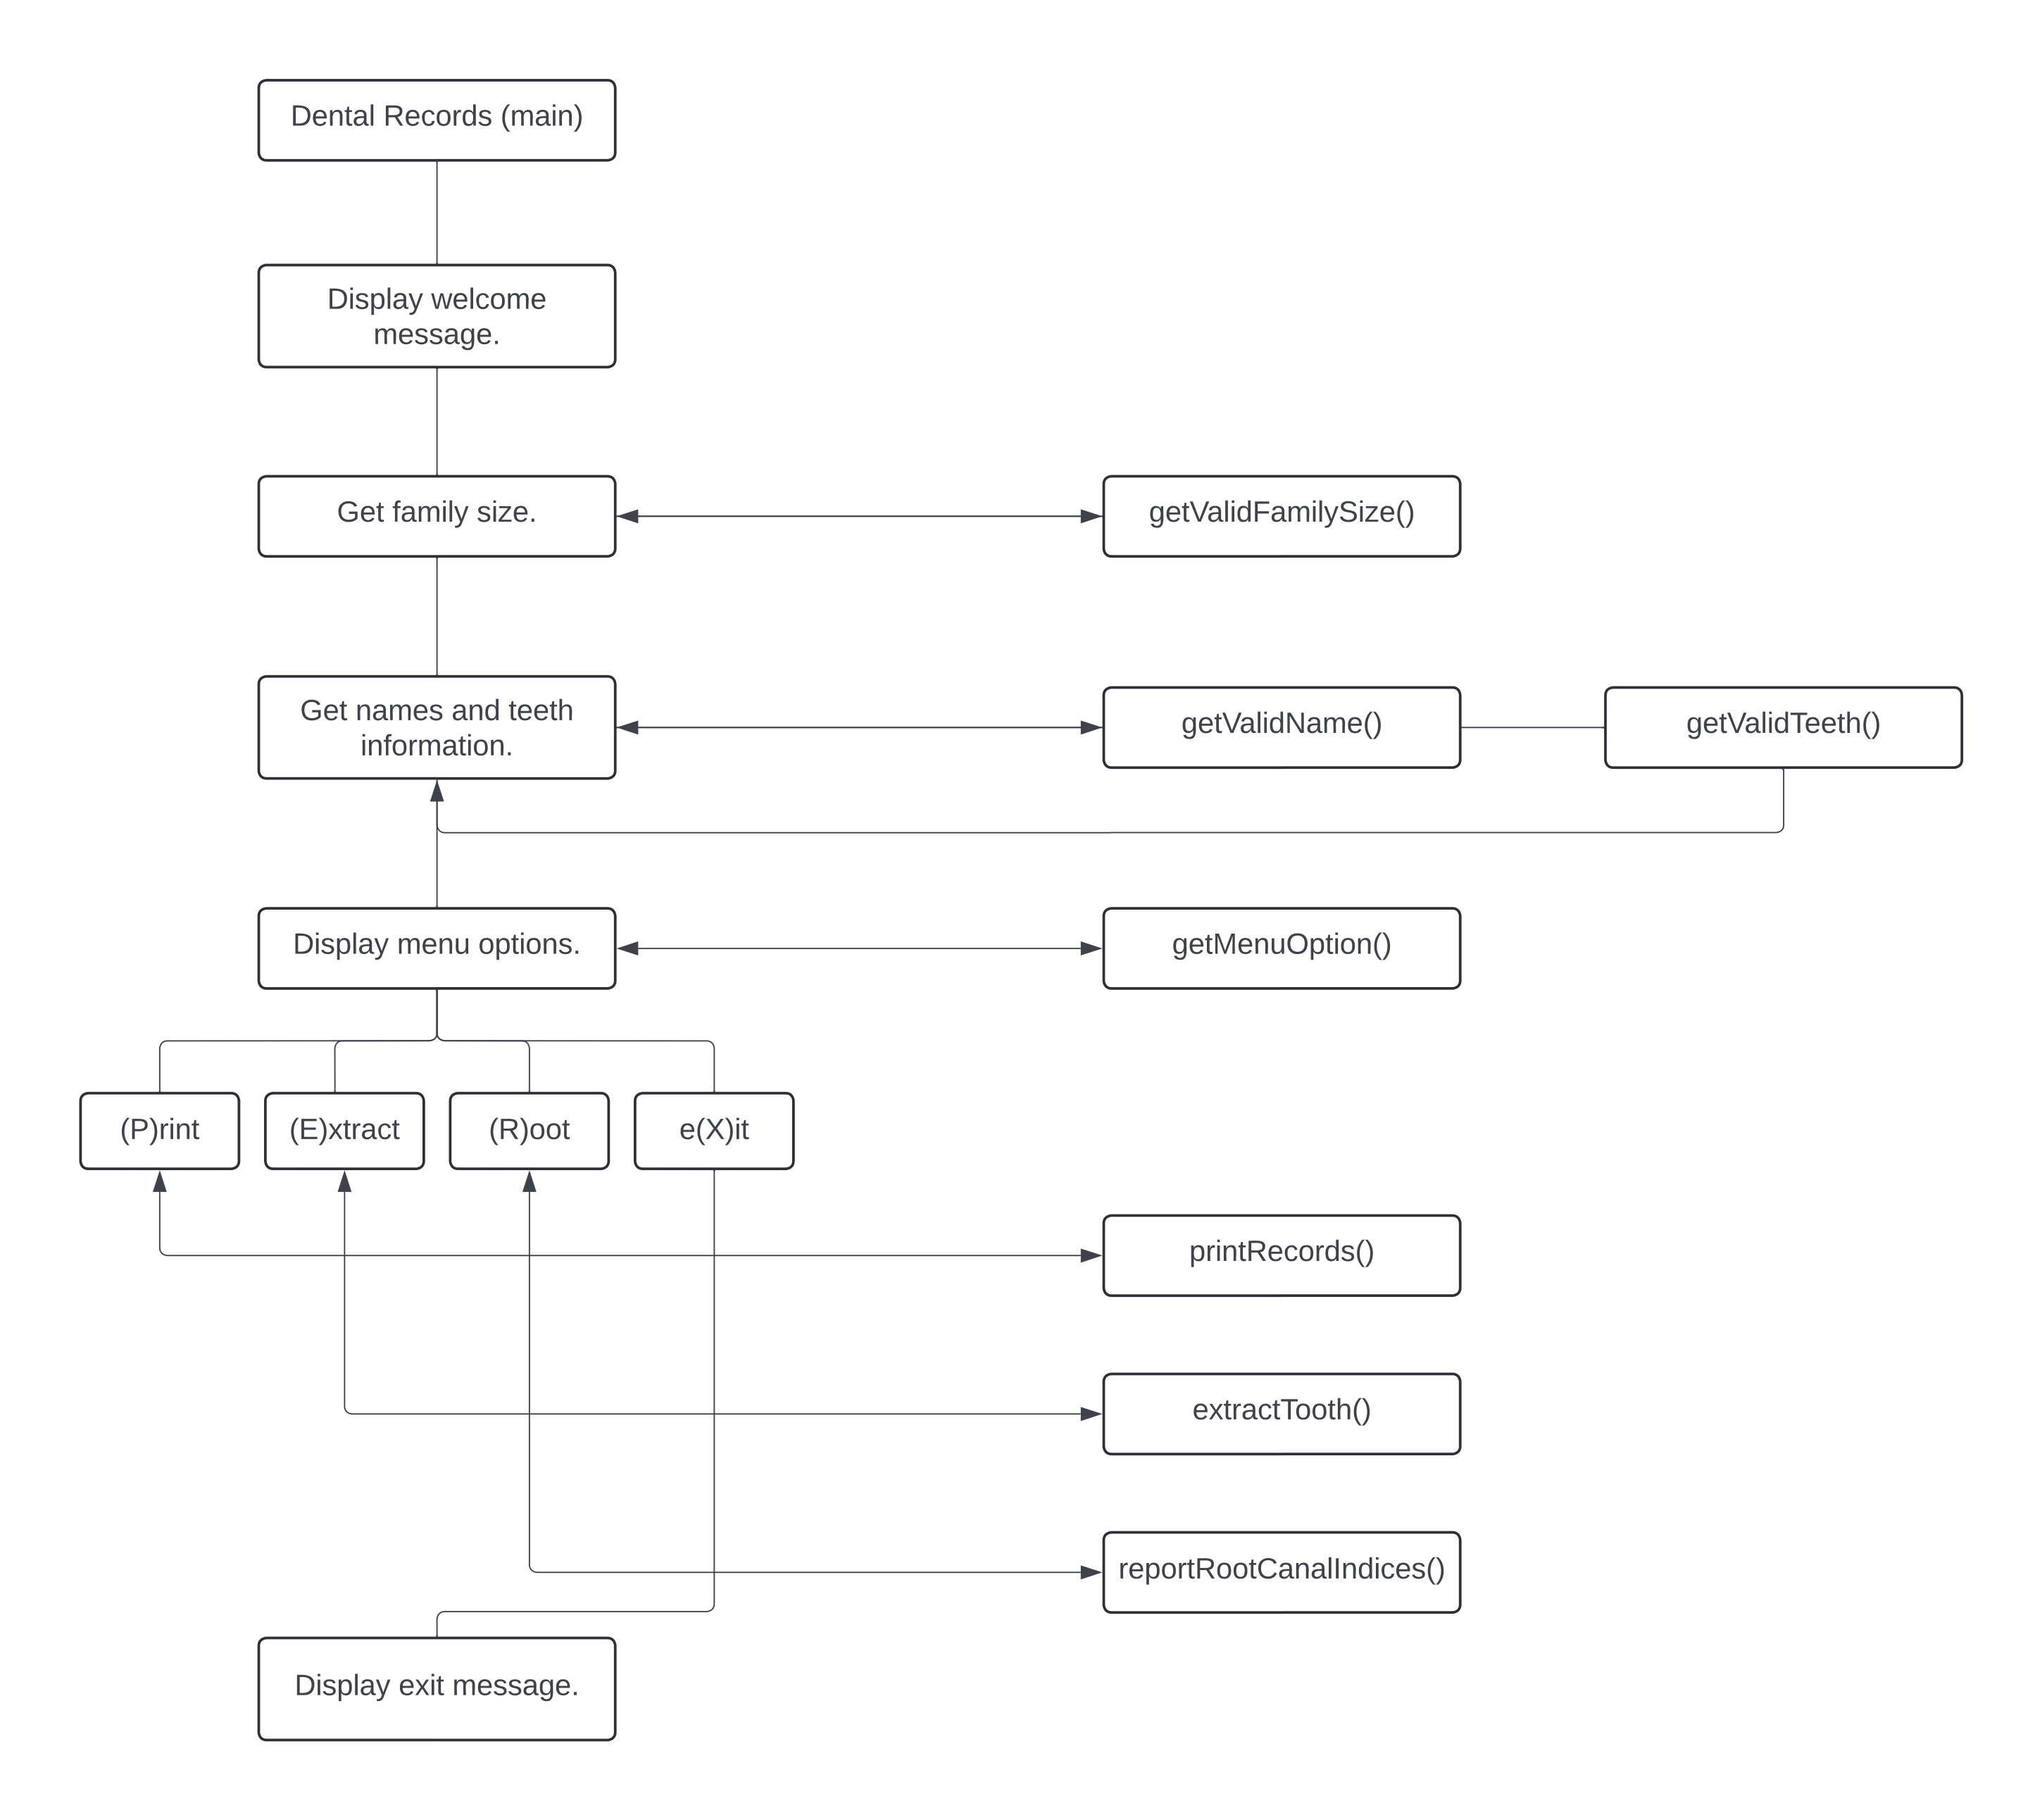 Dental Records (main)
Display welcome
message.
Get family size.
getValidFamilySize()
Get names and teeth
information.
getValidName()
getValidTeeth()
Display menu options.
getMenuOption()
(P)rint
(E)xtract
(R)oot
e(X)it
printRecords()
extractTooth()
reportRootCanalIndices()
Display exit message.